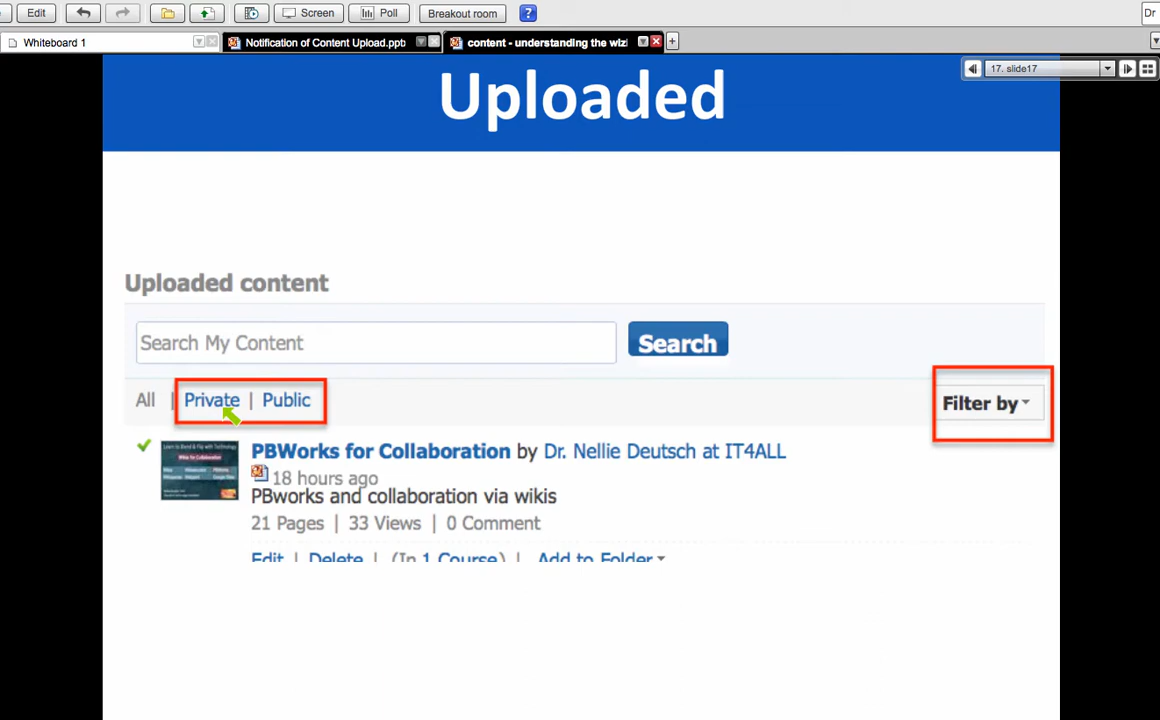 Edit Screen Poll Breakout room ? Dr
Whiteboard 1 Notification of Content Upload.ppt content - understanding the wiz
17. slide17
Uploaded
Uploaded content
Search My Content Search
All | Private | Public Filter by
PBWorks for Collaboration by Dr. Nellie Deutsch at IT4ALL
18 hours ago
PBworks and collaboration via wikis
21 Pages | 33 Views | 0 Comment
Edit | Delete | (In 1 Course) | Add to Folder